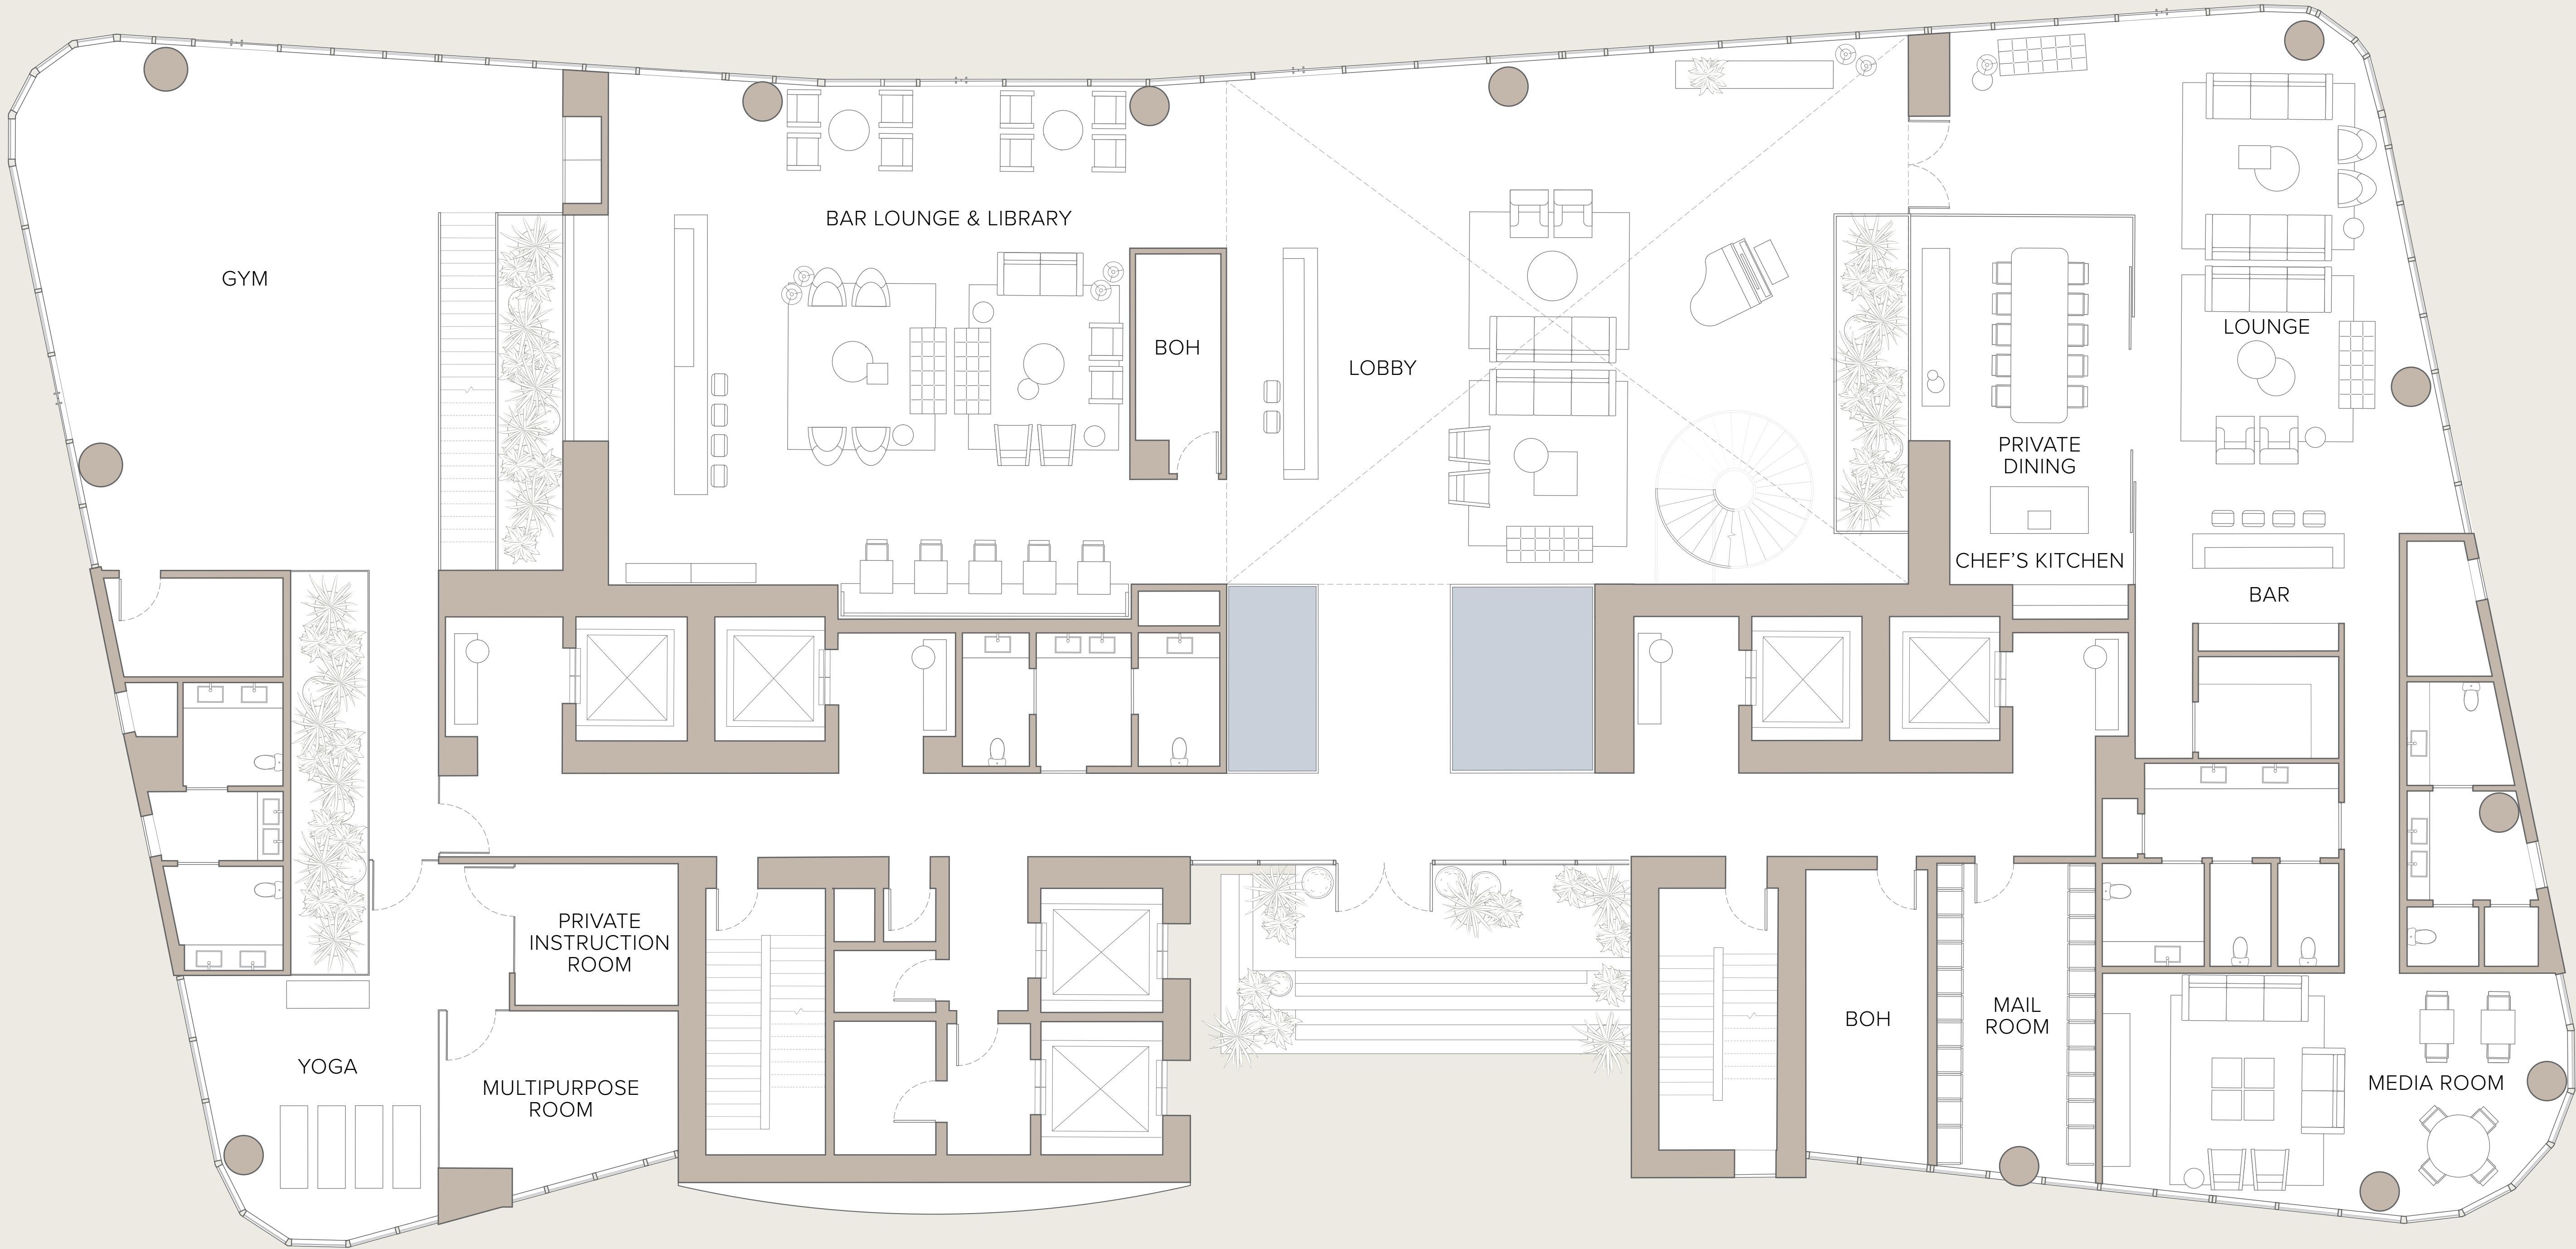 GYM
BAR LOUNGE & LIBRARY
BOH
LOBBY
PRIVATE
DINING
CHEF'S KITCHEN
LOUNGE
BAR
PRIVATE
INSTRUCTION
ROOM
YOGA
MULTIPURPOSE
ROOM
BOH
MAIL
ROOM
MEDIA ROOM